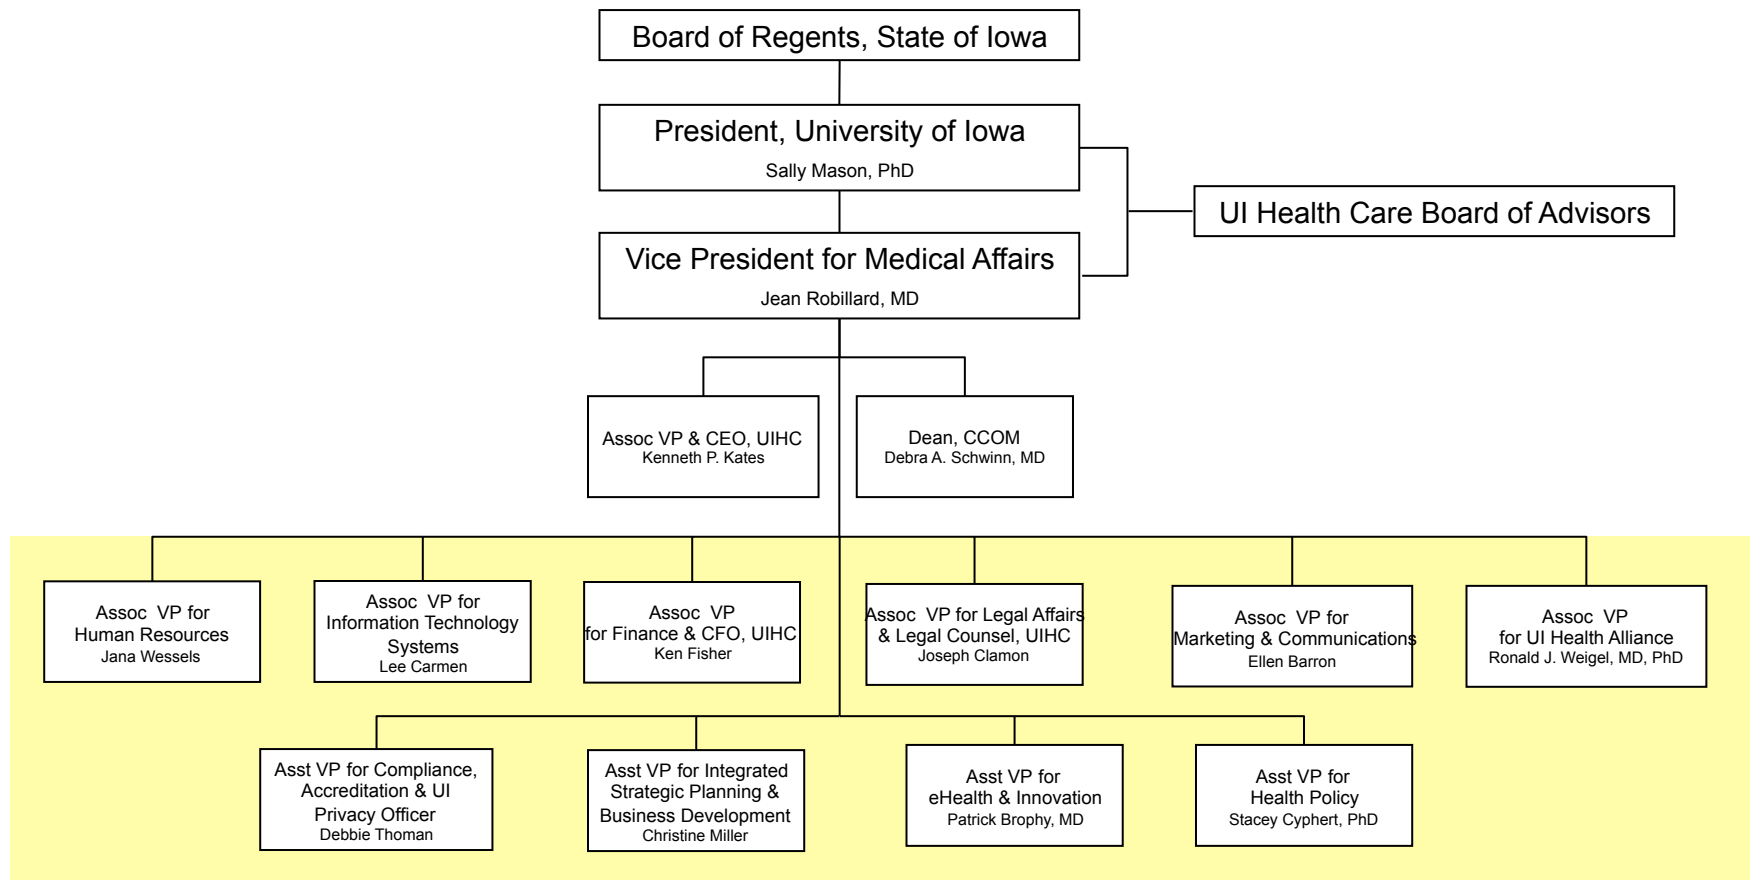 Board of Regents, State of Iowa
President, University of Iowa
Sally Mason, PhD
UI Health Care Board of Advisors
Vice President for Medical Affairs
Jean Robillard, MD
Assoc VP & CEO, UIHC
Kenneth P. Kates
Dean, CCOM
Debra A. Schwinn, MD
Assoc VP for
Human Resources
Jana Wessels
Assoc VP for
Information Technology
Systems
Lee Carmen
Assoc VP
for Finance & CFO, UIHC
Ken Fisher
Assoc VP for Legal Affairs
& Legal Counsel, UIHC
Joseph Clamon
Assoc VP for
Marketing & Communications
Ellen Barron
Assoc VP
for UI Health Alliance
Ronald J. Weigel, MD, PhD
Asst VP for Compliance,
Accreditation & UI
Privacy Officer
Debbie Thoman
Asst VP for Integrated
Strategic Planning &
Business Development
Christine Miller
Asst VP for
eHealth & Innovation
Patrick Brophy, MD
Asst VP for
Health Policy
Stacey Cyphert, PhD